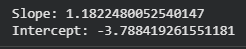 Slope: 1.1822480052540147
Intercept: -3.788419261551181